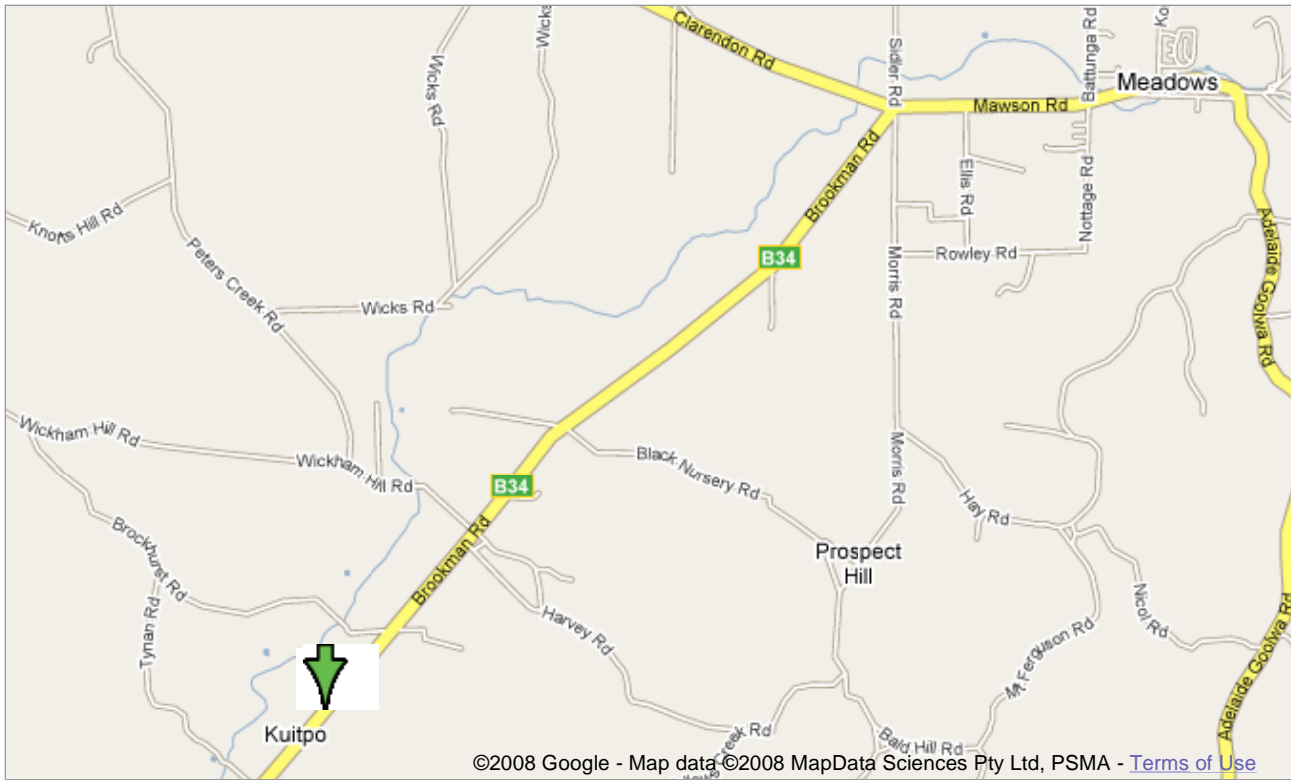 Clarendon Rd
Sidler Rd
Battunga Rd
Ko
Wicks
Wicks Rd
Meadows
Mawson Rd
Brookman Rd
Ellis Rd
Nottage Rd
Knotts Hill Rd
Peters Creek Rd
B34
Morris Rd
Rowley Rd
Adelaide Goolwa Rd
Wicks Rd
Wickham Hill Rd
Wickham Hill Rd
Black Nursery Rd
Morris Rd
B34
Hay Rd
Brookman Rd
Prospect
Hill
Brockhurst Rd
Tynan Rd
Harvey Rd
Nicol Rd
Mt Ferguson Rd
Adelaide Goolwa Rd
Kuitpo
Creek Rd
Bald Hill Rd
©2008 Google - Map data ©2008 MapData Sciences Pty Ltd, PSMA - Terms of Use